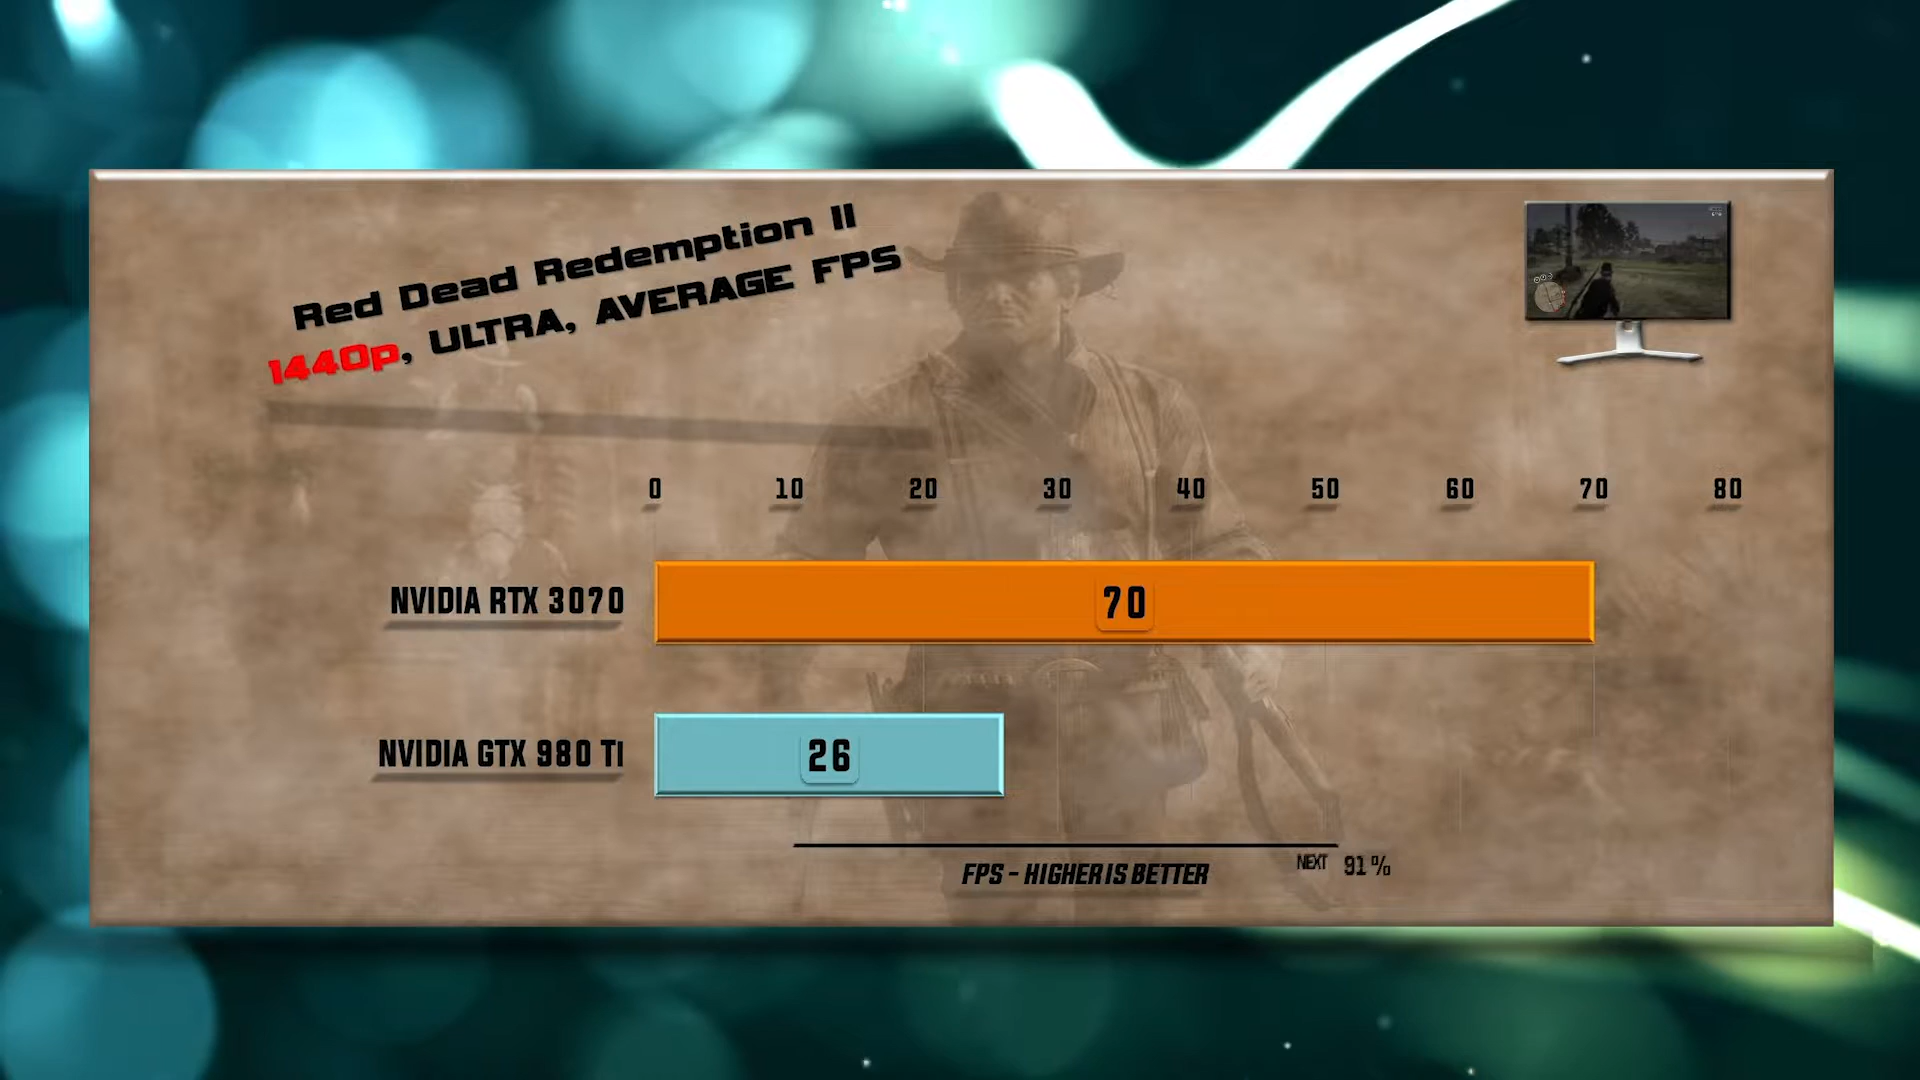 Red Dead Redemption II
1440p, ULTRA, AVERAGE FPS
0 10 20 30 40 50 60 70 80
NVIDIA RTX 3070
70
NVIDIA GTX 980 TI
26
FPS - HIGHER IS BETTER
NEXT 91%